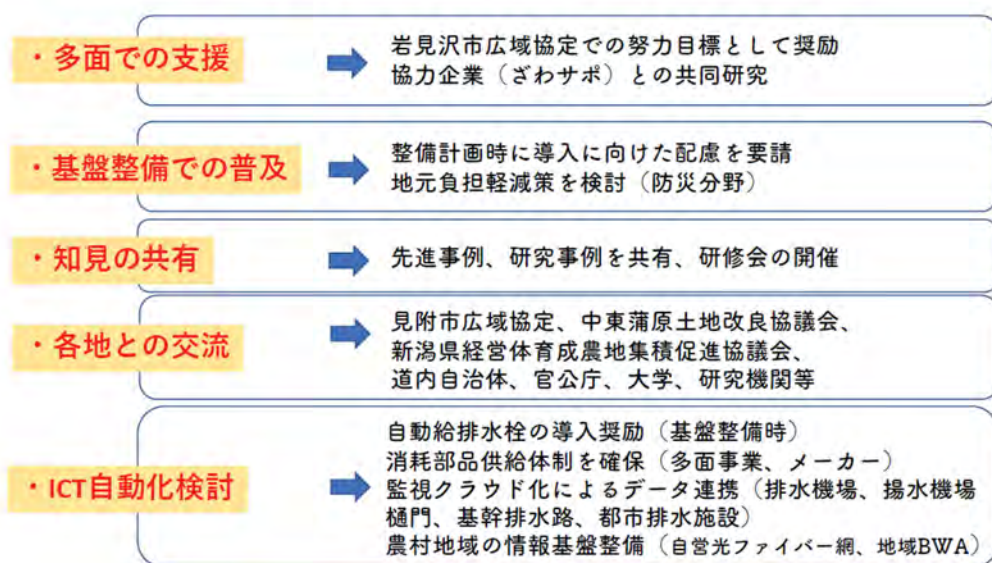 ・多面での支援
岩見沢市広域協定での努力目標として奨励
協力企業（ざわサポ）との共同研究
・基盤整備での普及
整備計画時に導入に向けた配慮を要請
地元負担軽減策を検討（防災分野）
・知見の共有
先進事例、研究事例を共有、研修会の開催
・各地との交流
見附市広域協定、中東蒲原土地改良協議会、
新潟県経営体育成農地集積促進協議会、
道内自治体、官公庁、大学、研究機関等
・ICT自動化検討
自動給排水栓の導入奨励（基盤整備時）
消耗部品供給体制を確保（多面事業、メーカー）
監視クラウド化によるデータ連携（排水機場、揚水機場
樋門、基幹排水路、都市排水施設）
農村地域の情報基盤整備（自営光ファイバー網、地域BWA）